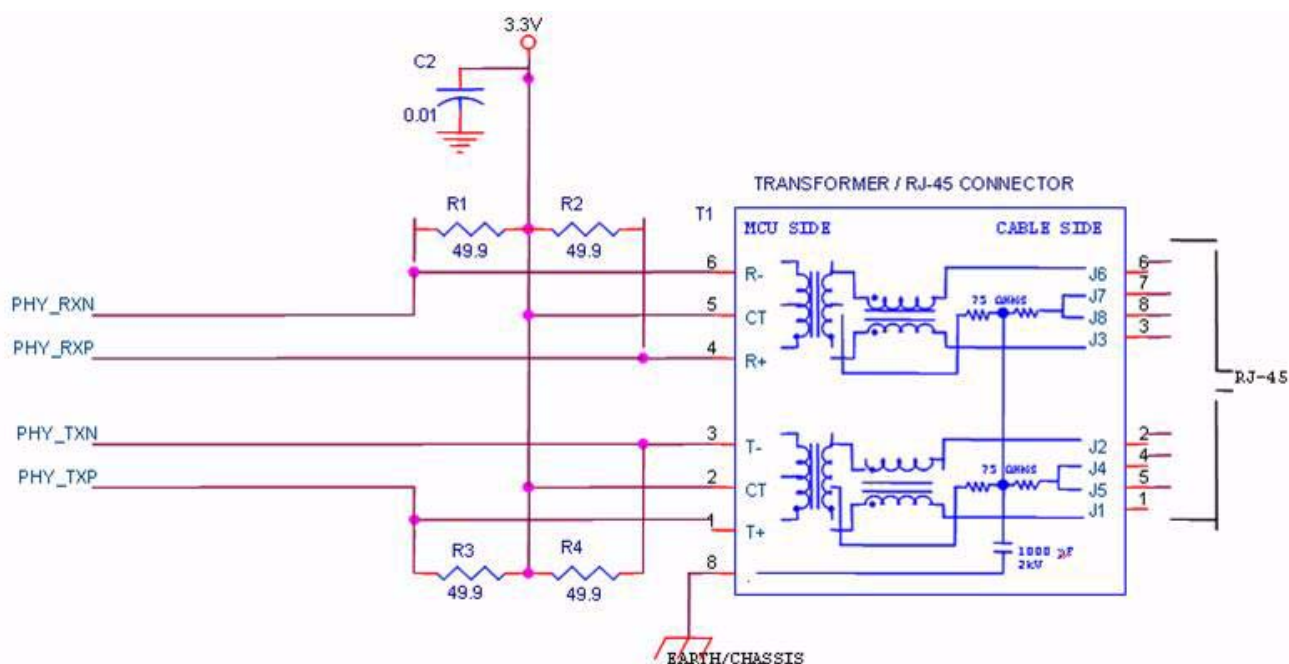 3.3V
C2
0.01
TRANSFORMER / RJ-45 CONNECTOR
R1
R2
T1
49.9
49.9
MCU SIDE
CABLE SIDE
6
R-
J6
6
7
PHY_RXN
5
CT
75 OHMS
J7
J8
8
3
PHY_RXP
4
R+
J3
RJ-45
PHY_TXN
3
T-
J2
2
4
PHY_TXP
2
CT
75 OHMS
J4
J5
5
1
1
T+
J1
R3
R4
49.9
49.9
8
1000 pF
2kV
EARTH/CHASSIS